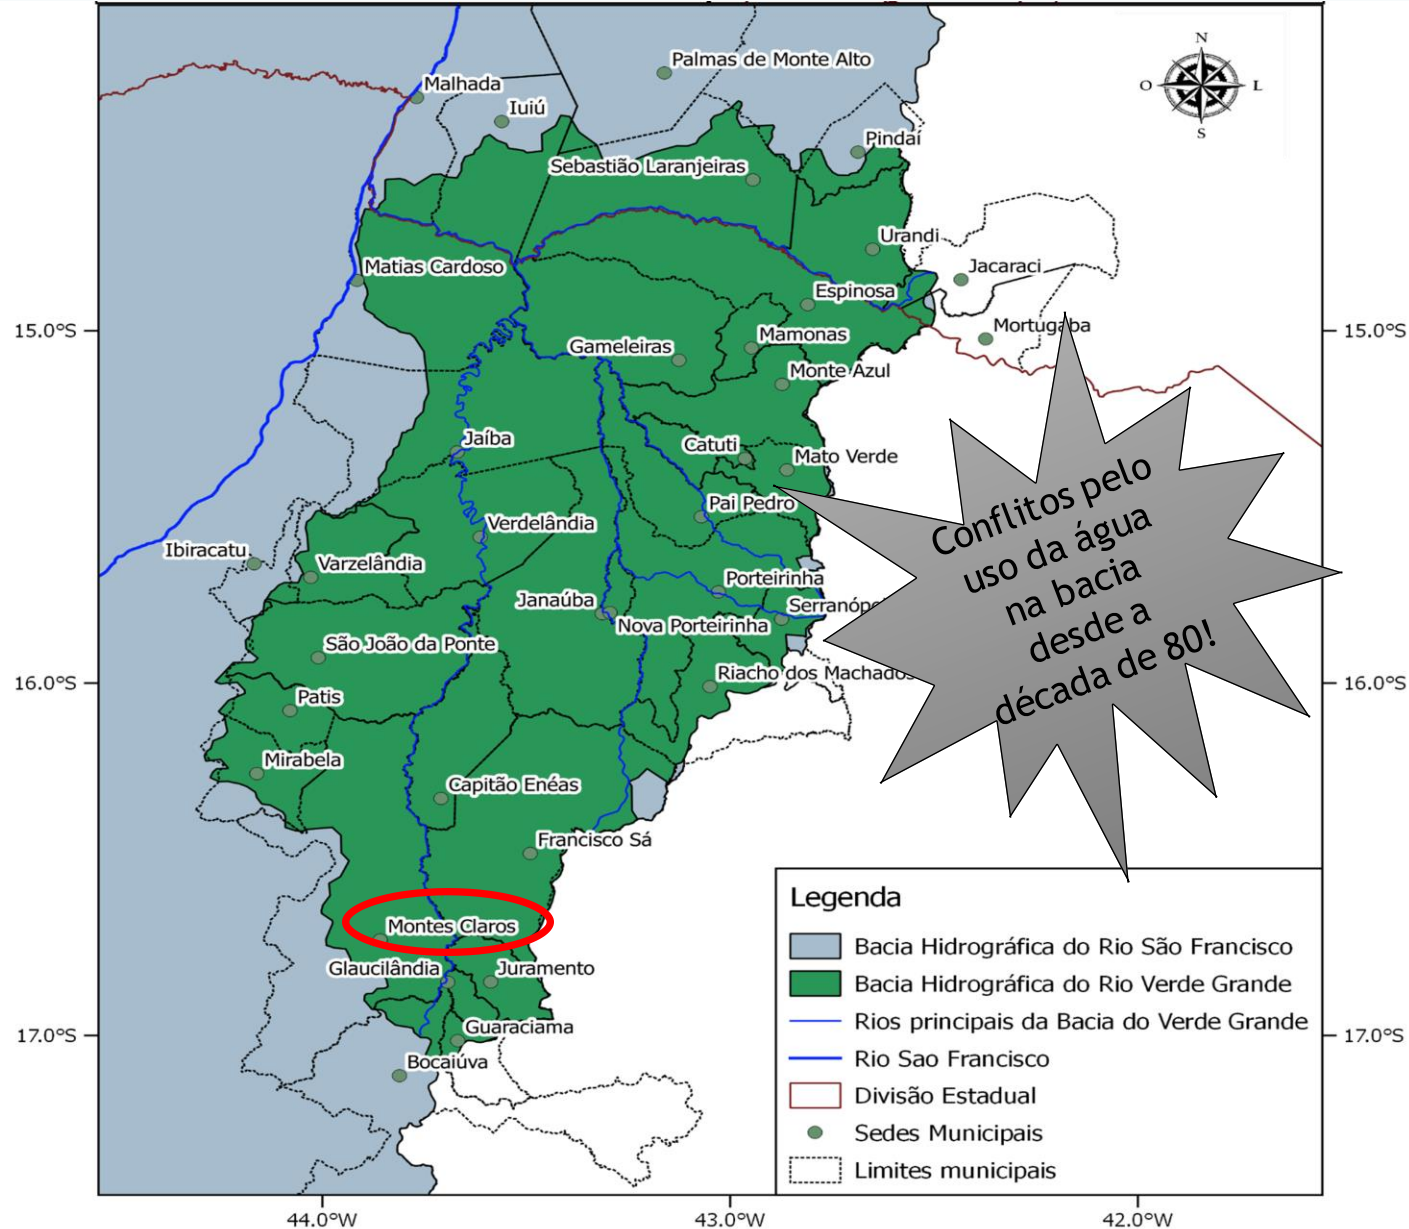 N
O
L
S
Palmas de Monte Alto
Malhada
Iuiú
Pindaí
Sebastião Laranjeiras
Urandi
Matias Cardoso
Jacaraci
Espinosa
15.0°S
Mortugaba
15.0°S
Mamonas
Gameleiras
Monte Azul
Jaíba
Catuti
Mato Verde
Pai Pedro
Verdelândia
Conflitos pelo
uso da água
na bacia
desde a
década de 80!
Ibiracatu
Varzelândia
Porteirinha
Janaúba
Serranópo
Nova Porteirinha
São João da Ponte
Riacho dos Machados
16.0°S
16.0°S
Patis
Mirabela
Capitão Enéas
Francisco Sá
Montes Claros
Glaucilândia
Juramento
Guaraciama
17.0°S
17.0°S
Bocaiúva
Legenda
Bacia Hidrográfica do Rio São Francisco
Bacia Hidrográfica do Rio Verde Grande
Rios principais da Bacia do Verde Grande
Rio Sao Francisco
Divisão Estadual
Sedes Municipais
Limites municipais
44.0°W
43.0°W
42.0°W